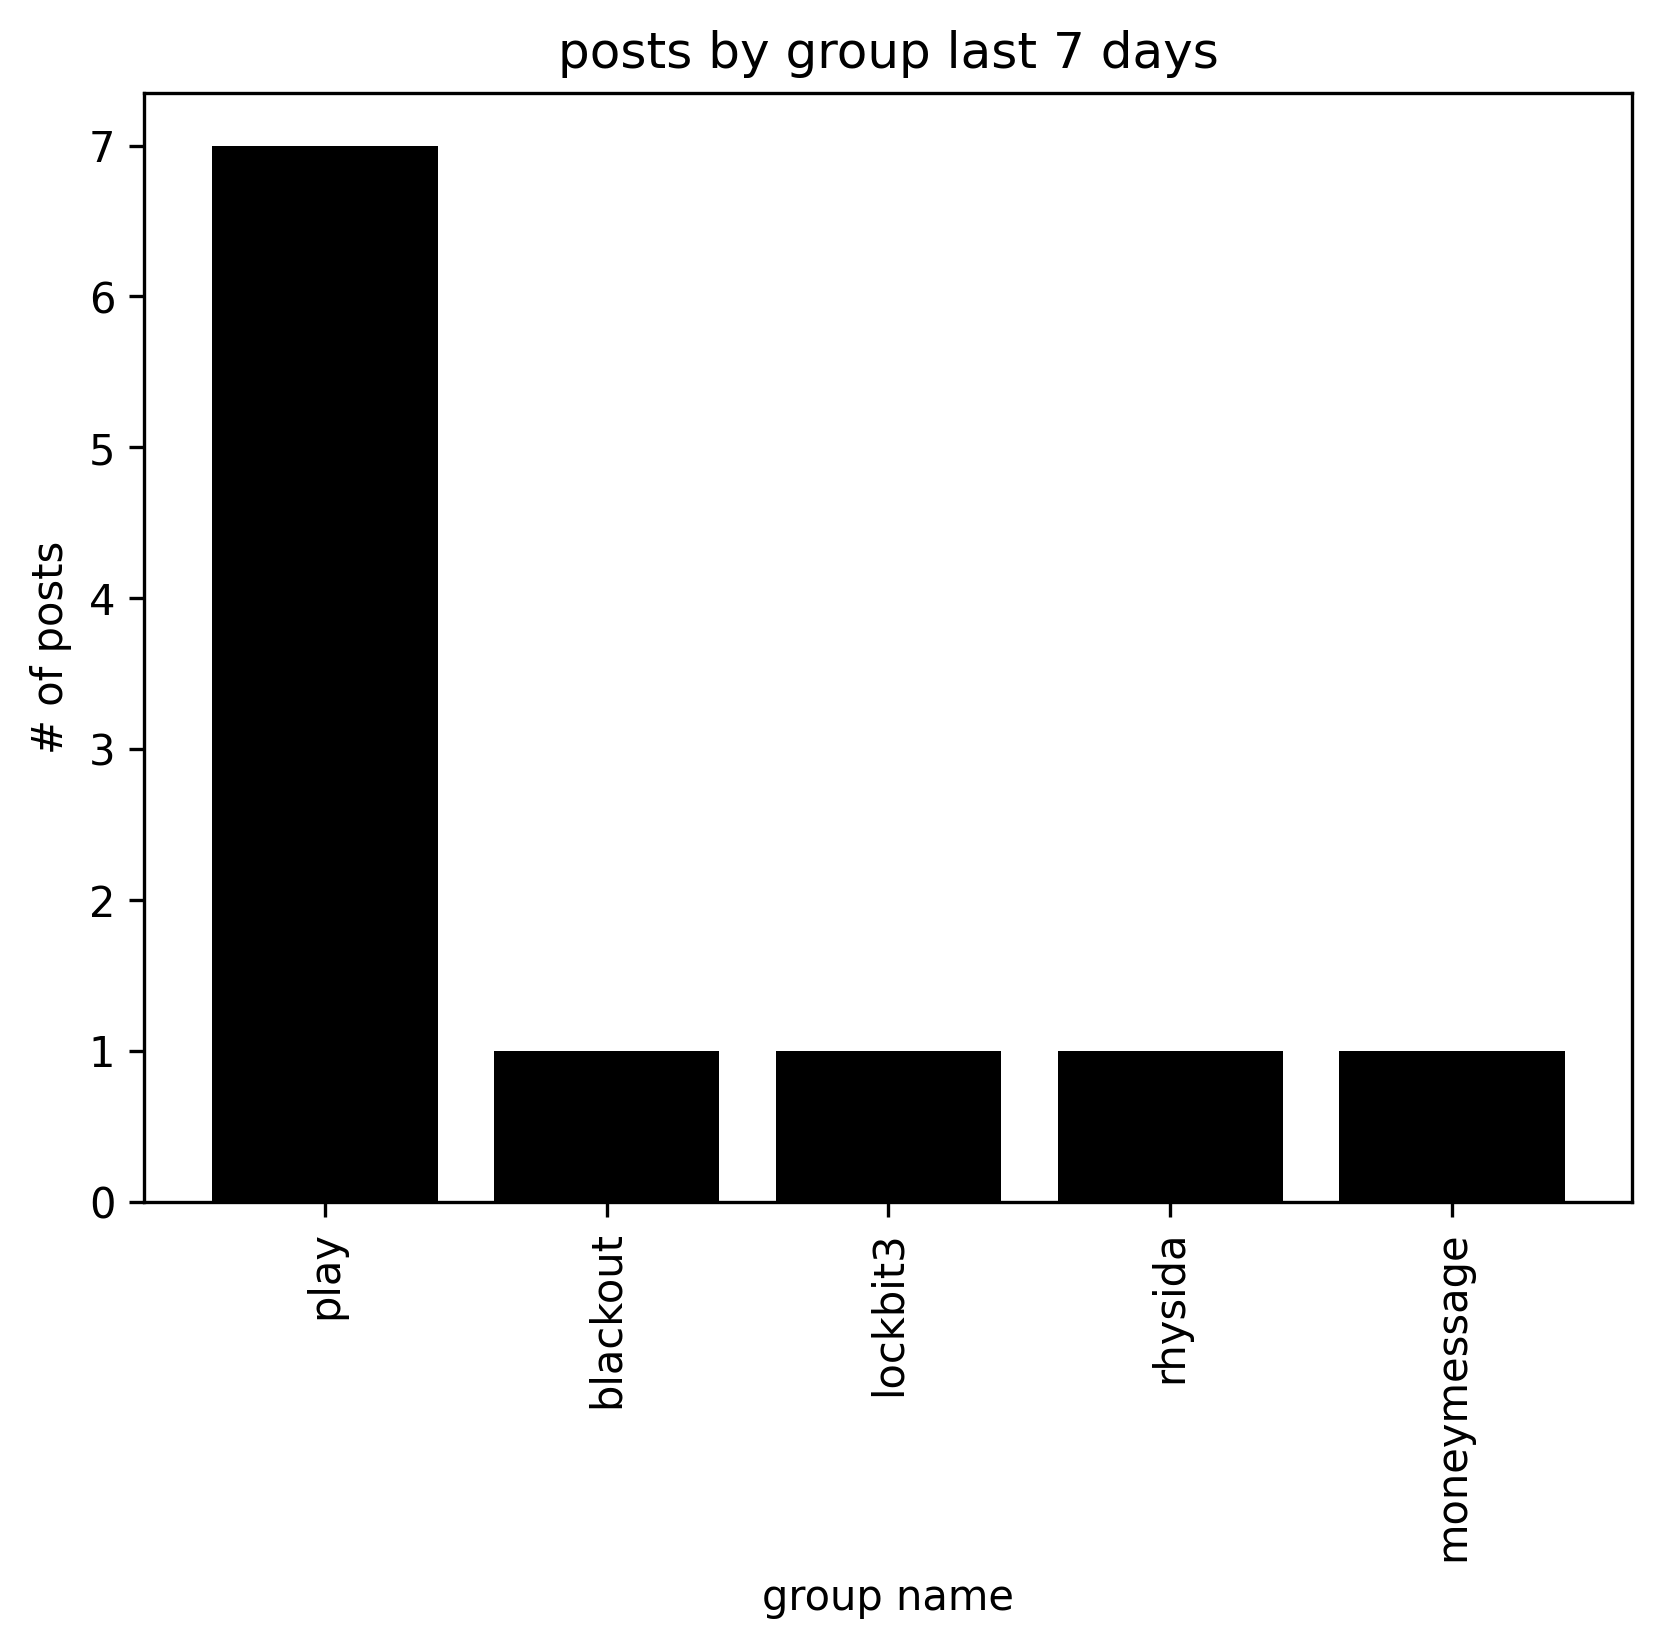 posts by group last 7 days
# of posts
7
6
5
4
3
2
1
0
play
blackout
lockbit3
rhysida
moneymessage
group name